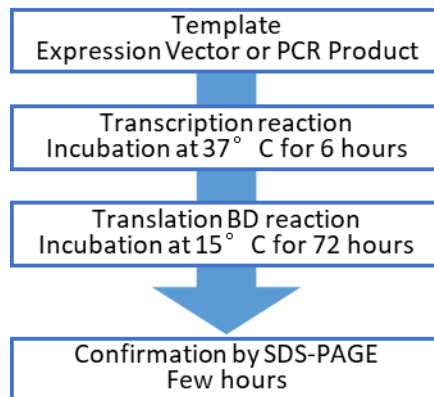 Template
Expression Vector or PCR Product
Transcription reaction
Incubation at 37° C for 6 hours
Translation BD reaction
Incubation at 15° C for 72 hours
Confirmation by SDS-PAGE
Few hours